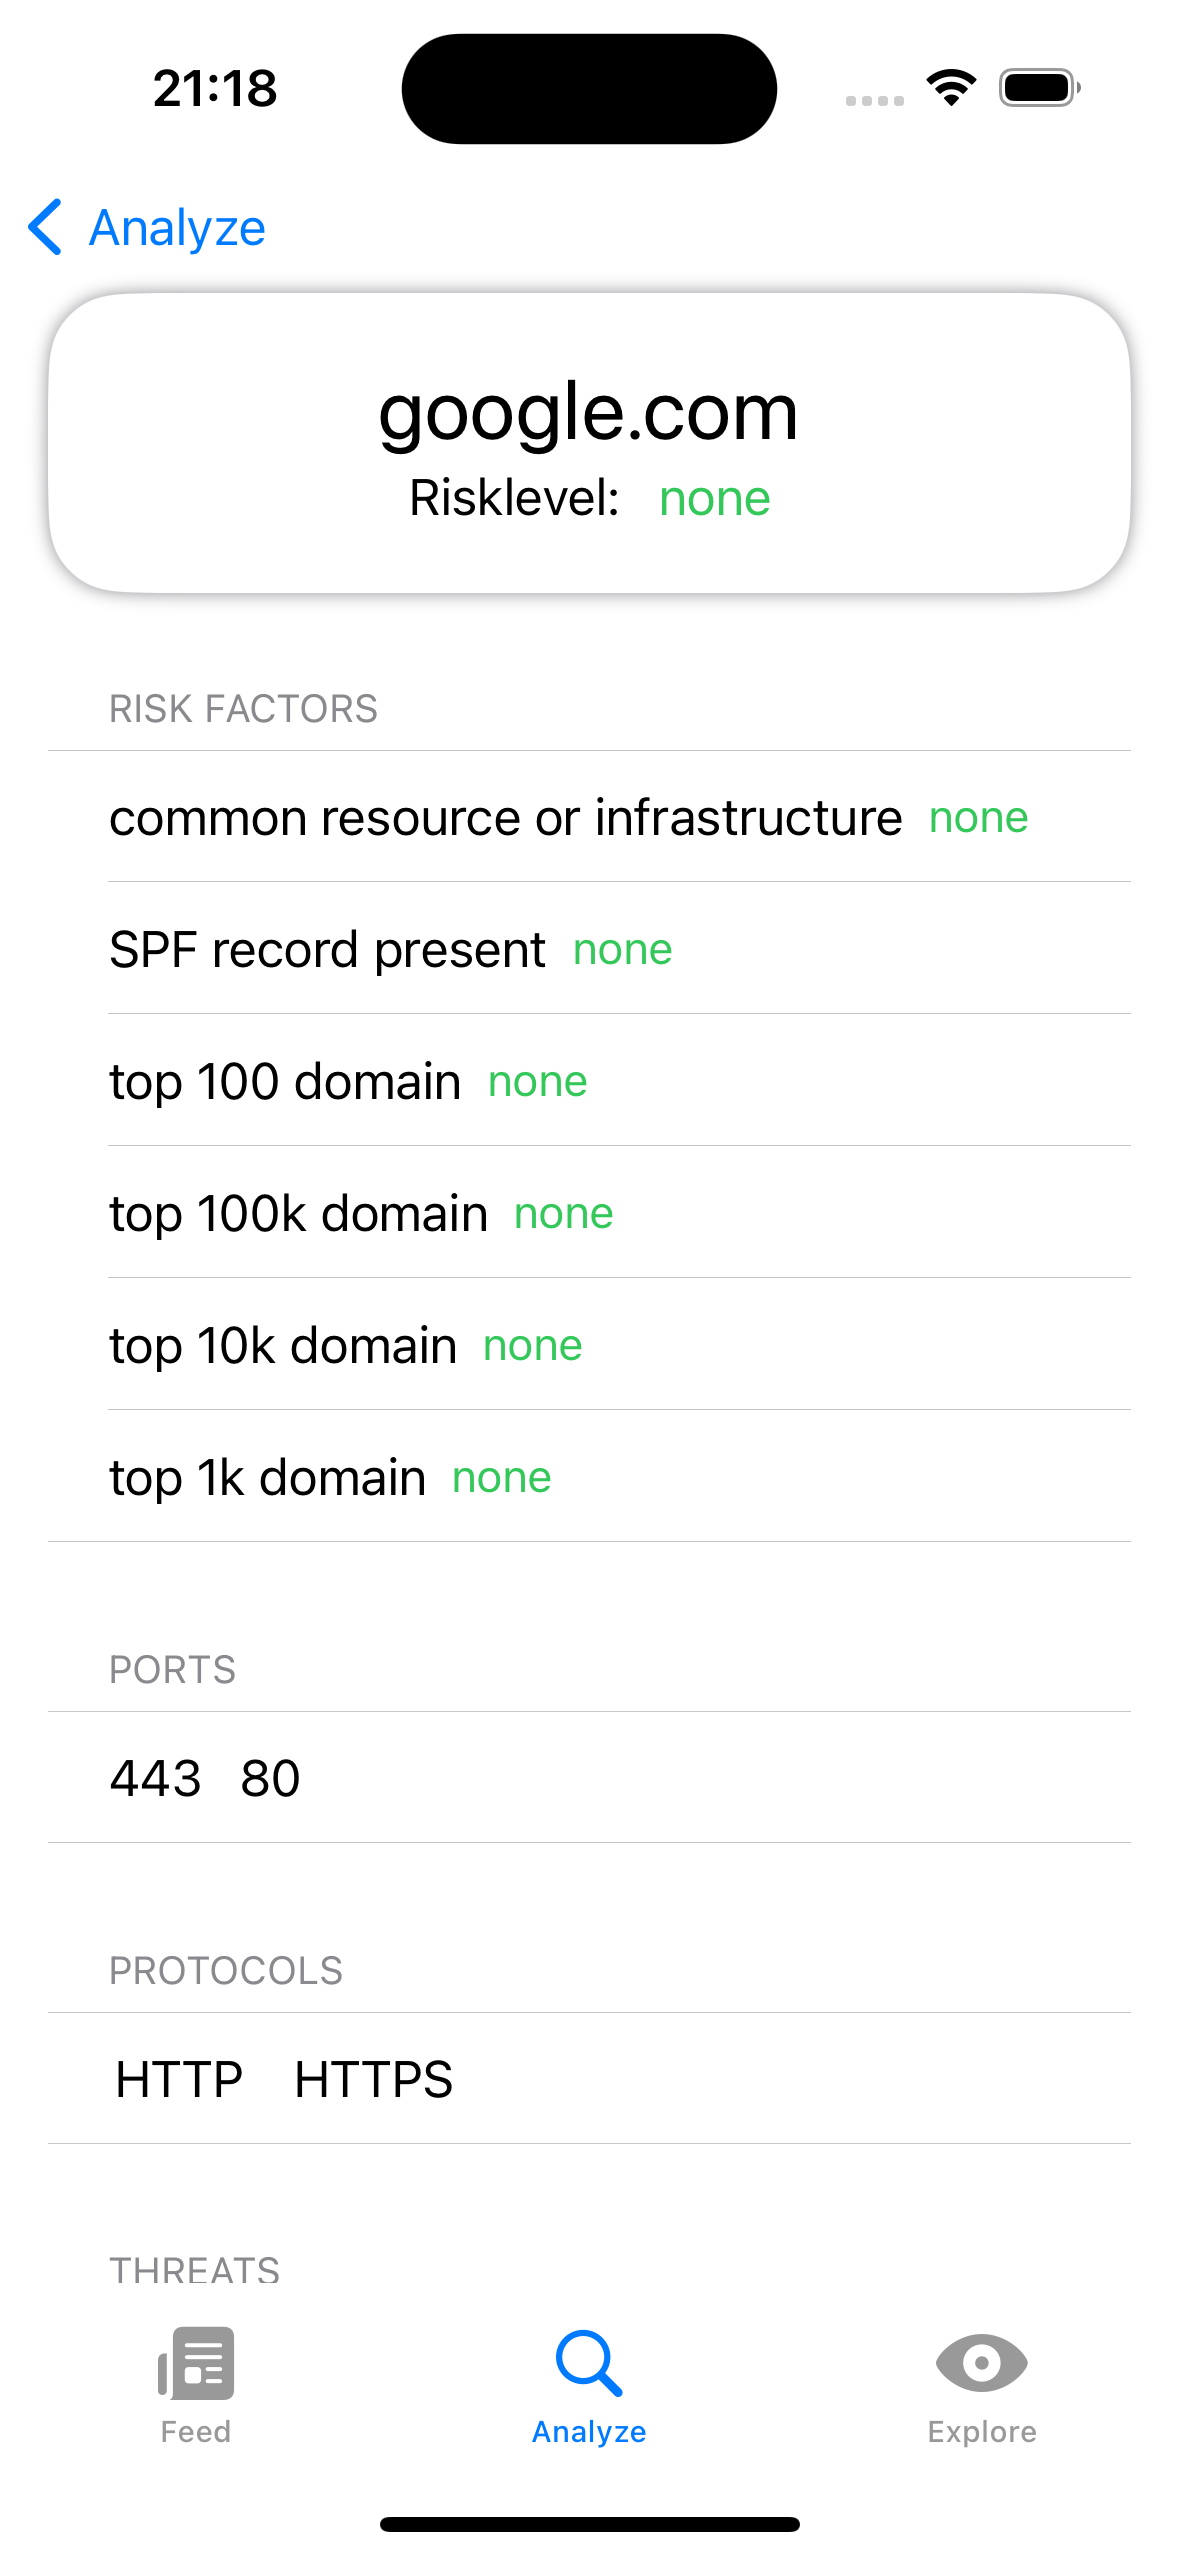 21:18
Analyze
google.com
Risklevel: none
RISK FACTORS
common resource or infrastructure none
SPF record present none
top 100 domain none
top 100k domain none
top 10k domain none
top 1k domain none
PORTS
443 80
PROTOCOLS
HTTP HTTPS
THREATS
Feed Analyze Explore